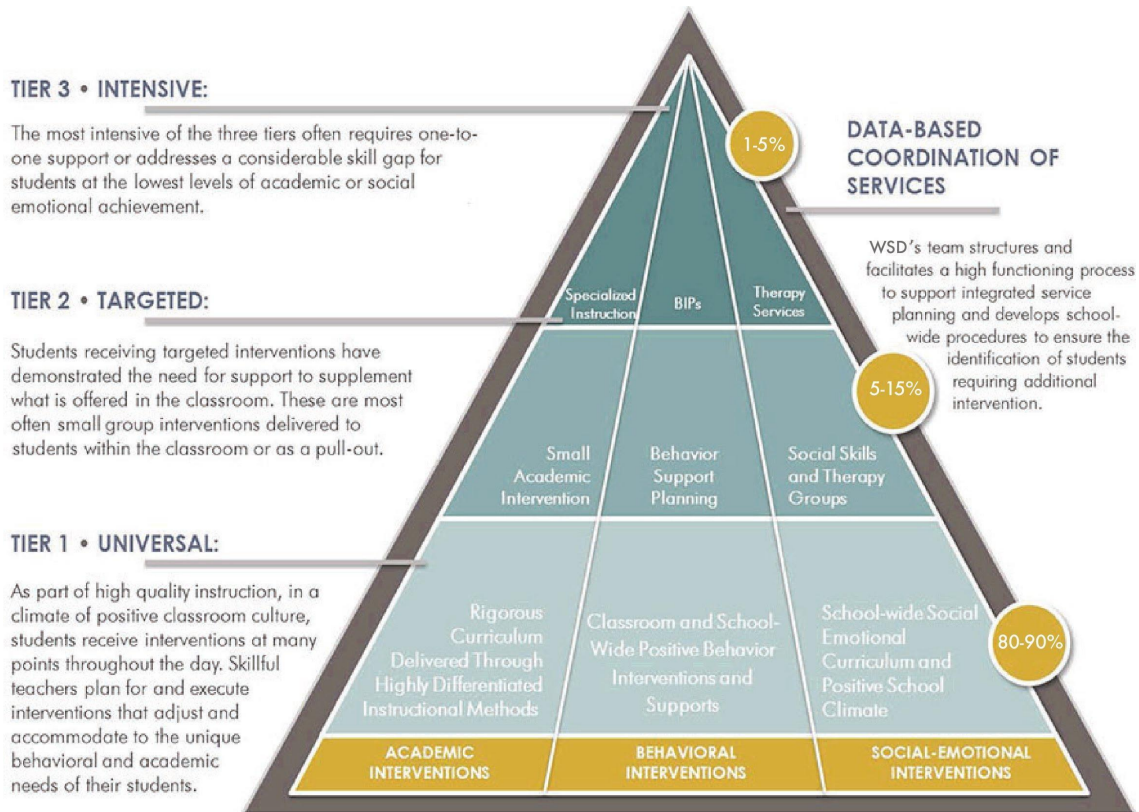 TIER 3 • INTENSIVE:
The most intensive of the three tiers often requires one-to-
one support or addresses a considerable skill gap for
students at the lowest levels of academic or social
emotional achievement.
TIER 2 • TARGETED:
Students receiving targeted interventions have
demonstrated the need for support to supplement
what is offered in the classroom. These are most
often small group interventions delivered to
students within the classroom or as a pull-out.
TIER 1 • UNIVERSAL:
As part of high quality instruction, in a
climate of positive classroom culture,
students receive interventions at many
points throughout the day. Skillful
teachers plan for and execute
interventions that adjust and
accommodate to the unique
behavioral and academic
needs of their students.
1-5%
Specialized
Instruction
BIPs
Therapy
Services
5-15%
Small
Academic
Intervention
Behavior
Support
Planning
Social Skills
and Therapy
Groups
80-90%
Rigorous
Curriculum
Delivered Through
Highly Differentiated
Instructional Methods
Classroom and School-
Wide Positive Behavior
Interventions and
Supports
School-wide Social
Emotional
Curriculum and
Positive School
Climate
ACADEMIC
INTERVENTIONS
BEHAVIORAL
INTERVENTIONS
SOCIAL-EMOTIONAL
INTERVENTIONS
DATA-BASED
COORDINATION OF
SERVICES
WSD's team structures and
facilitates a high functioning process
to support integrated service
planning and develops school-
wide procedures to ensure the
identification of students
requiring additional
intervention.